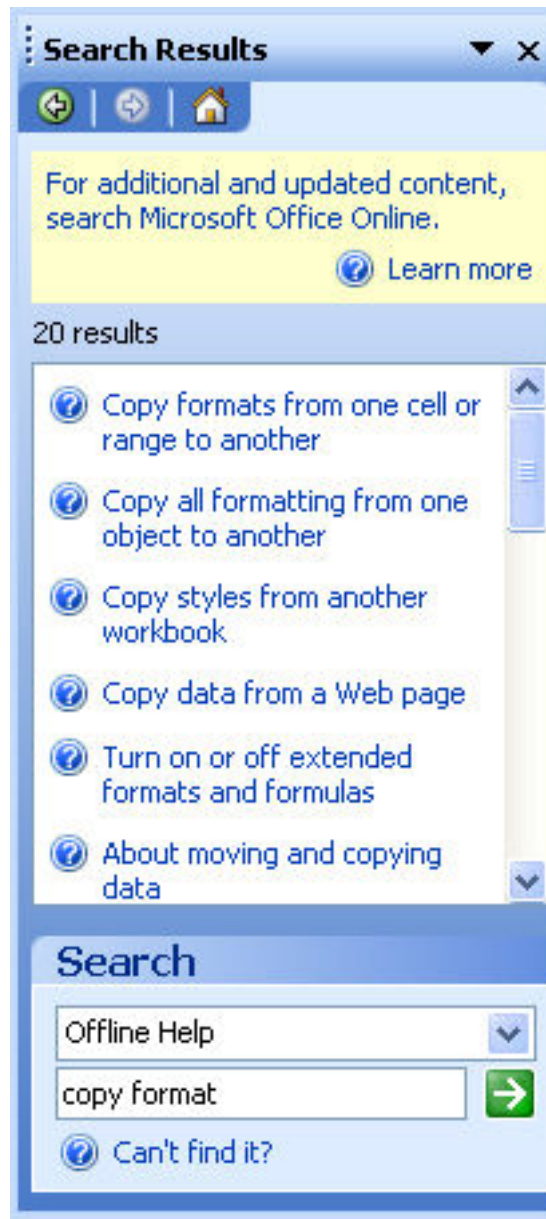 Search Results
For additional and updated content,
search Microsoft Office Online.
Learn more
20 results
Copy formats from one cell or
range to another
Copy all formatting from one
object to another
Copy styles from another
workbook
Copy data from a Web page
Turn on or off extended
formats and formulas
About moving and copying
data
Search
Offline Help
copy format
Can't find it?